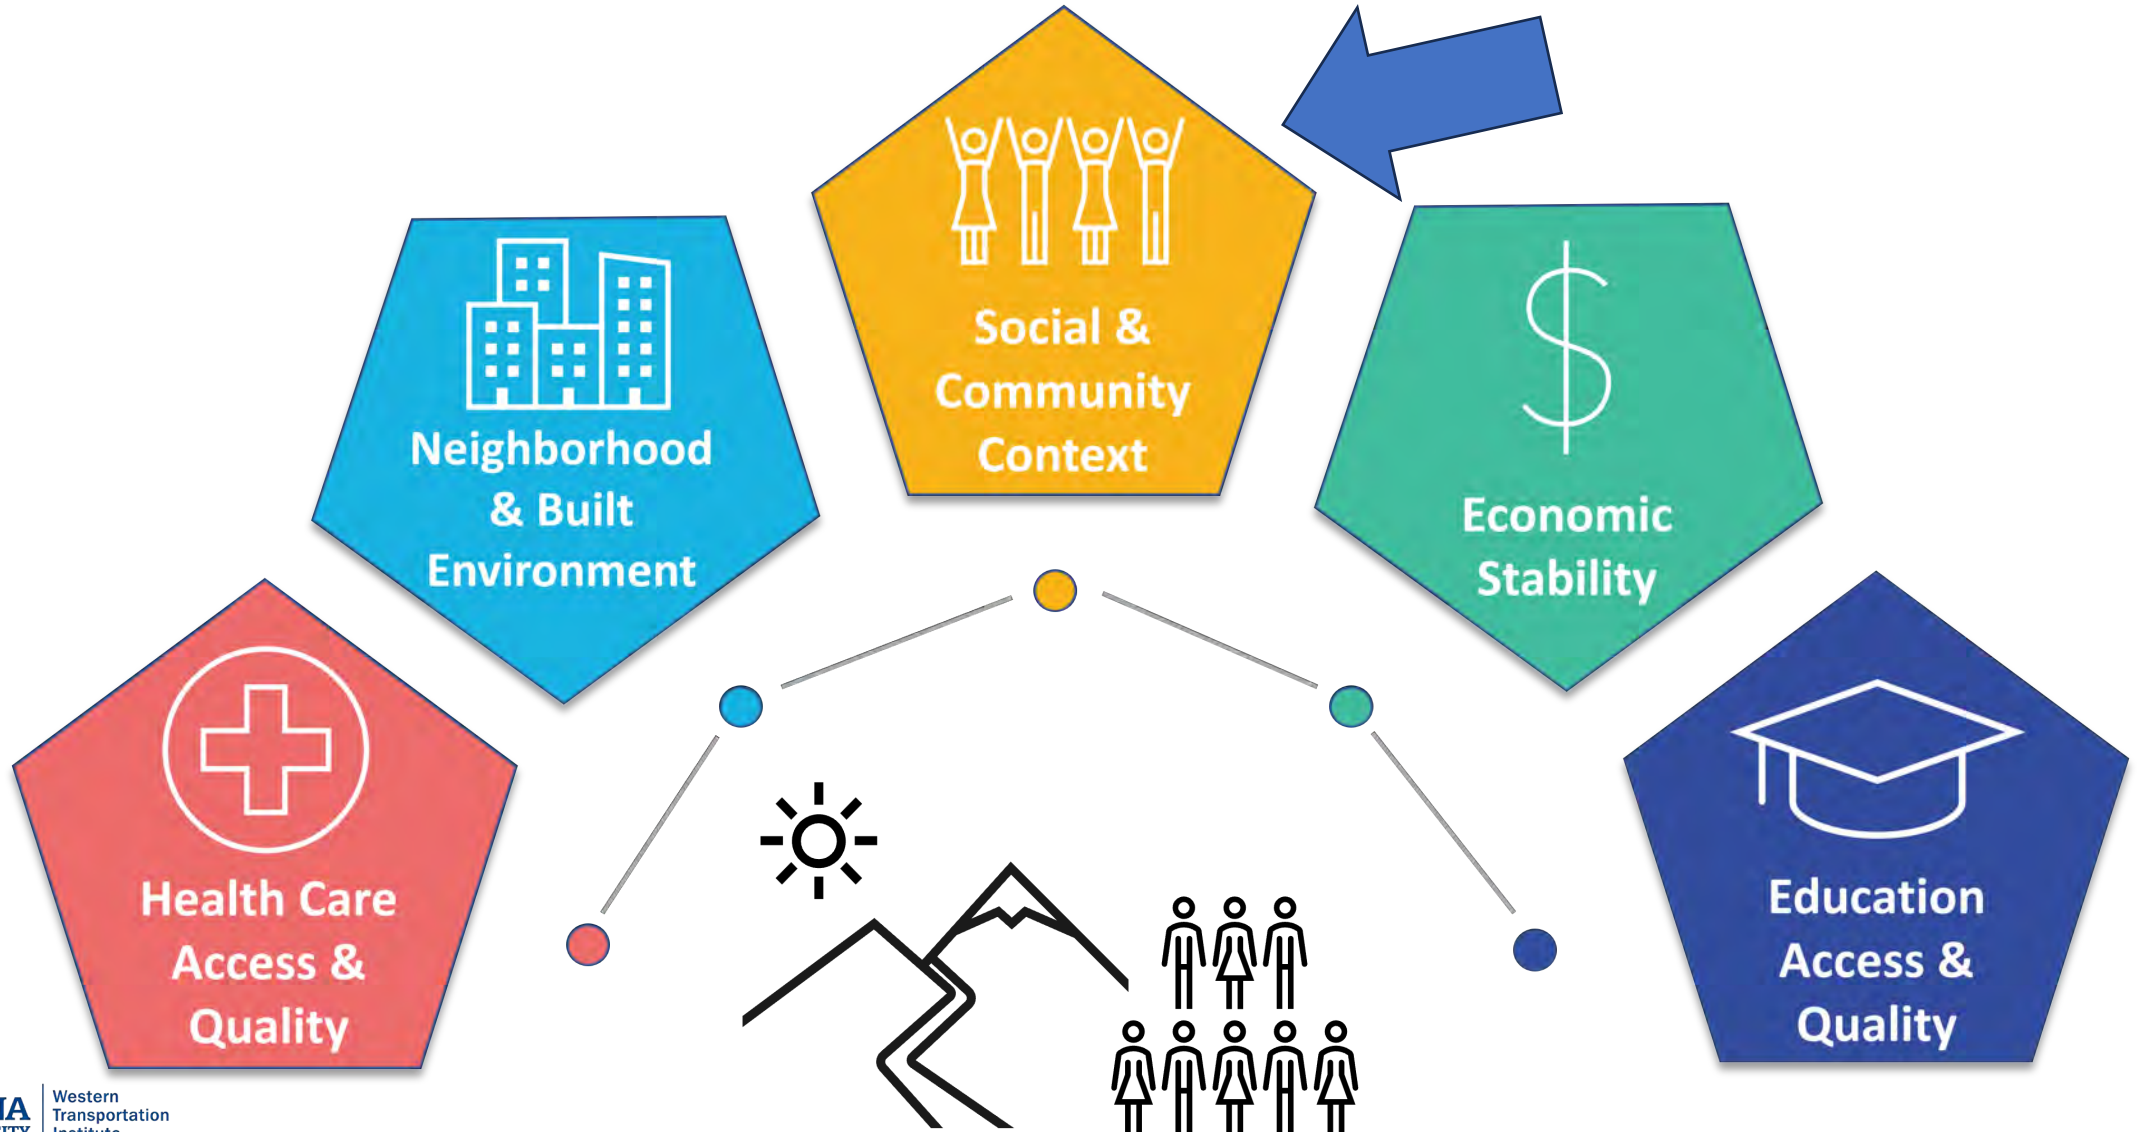 Social &
Community
Context
Neighborhood
& Built
Environment
Economic
Stability
Health Care
Access &
Quality
Education
Access &
Quality
Western
Transportation